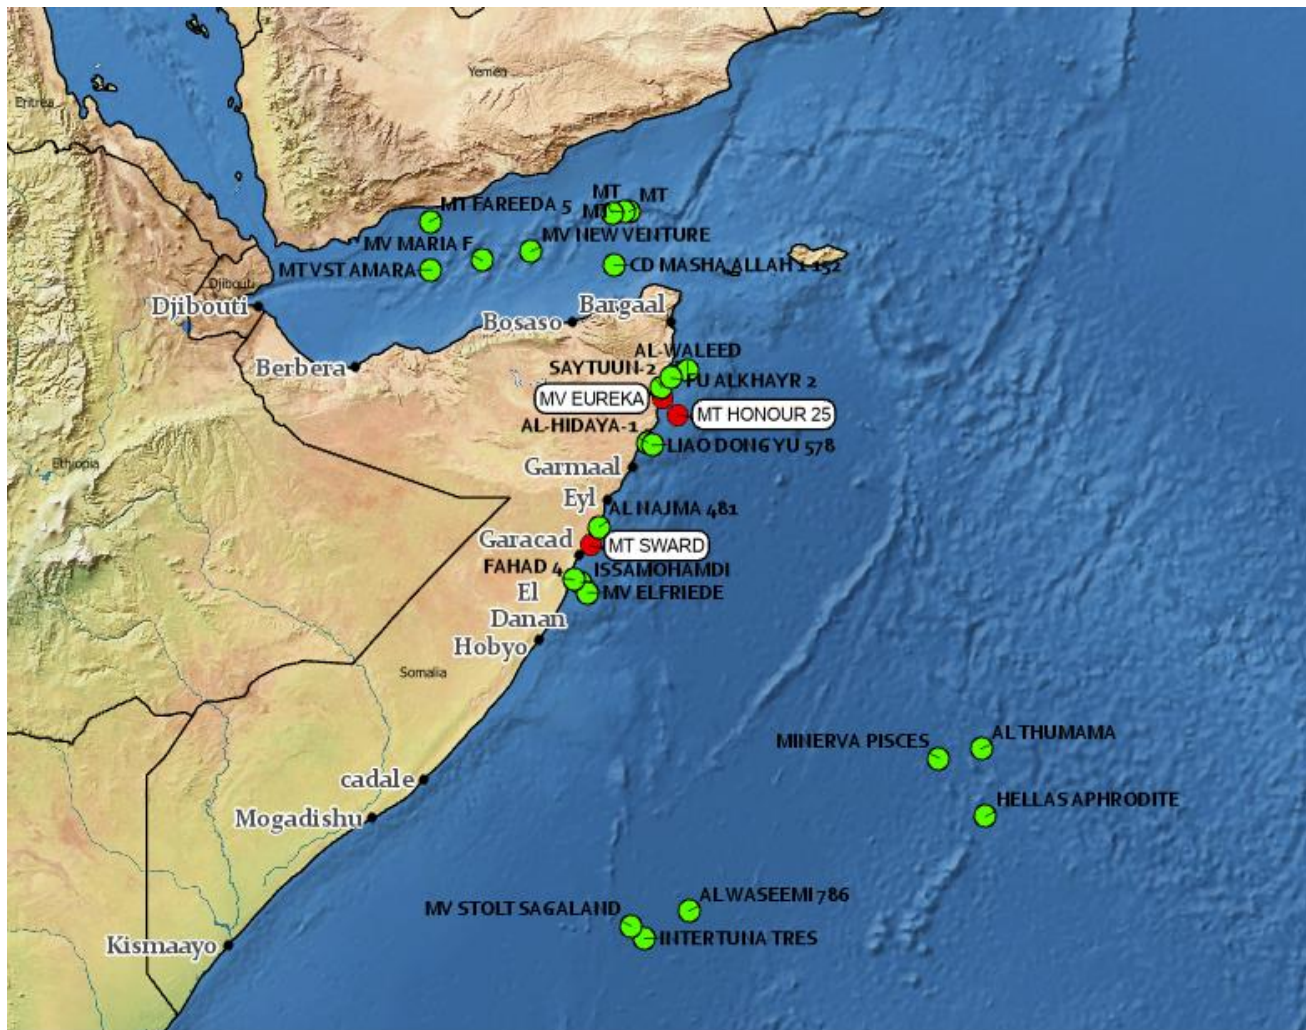 Yemen
Eritrea
MT
MT
MT
MT FAREEDA 5
MV NEW VENTURE
MV MARIA F
MT VST AMARA
CD MASHA ALLAH 1-152
Djibouti
Djibouti
Bargaal
Bosaso
Berbera
AL-WALEED
SAYTUUN-2
FU ALKHAYR 2
MV EUREKA
MT HONOUR 25
AL-HIDAYA-1
LIAO DONG YU 578
Ethiopia
Garmaal
Eyl
AL NAJMA 481
Garacad
MT SWARD
FAHAD 4
ISSAMOHAMDI
El
Danan
MV ELFRIEDE
Hobyo
Somalia
MINERVA PISCES
AL THUMAMA
cadale
HELLAS APHRODITE
Mogadishu
AL WASEEMI 786
MV STOLT SAGALAND
INTERTUNA TRES
Kismaayo